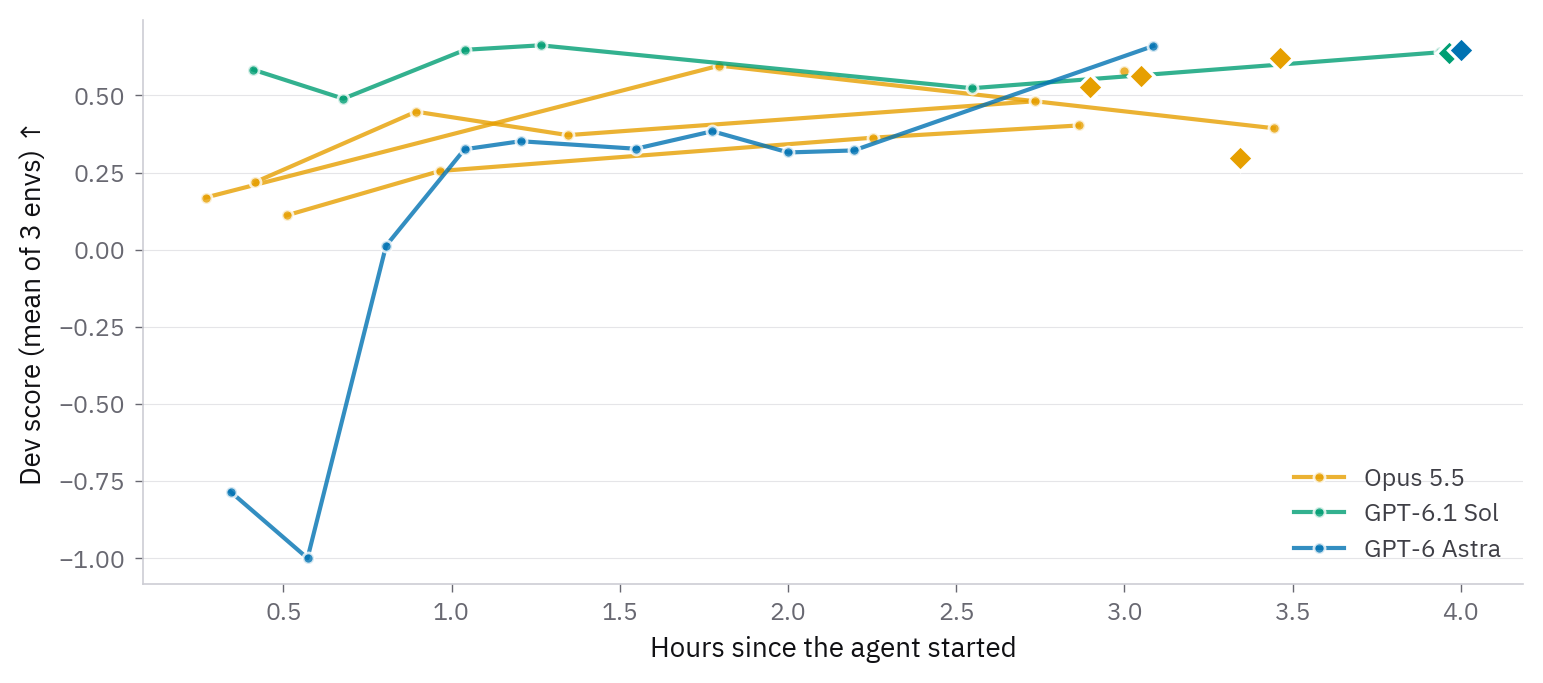 Dev score (mean of 3 envs) ↑
0.50
0.25
0.00
−0.25
−0.50
−0.75
−1.00
Opus 5.5
GPT-6.1 Sol
GPT-6 Astra
0.5 1.0 1.5 2.0 2.5 3.0 3.5 4.0
Hours since the agent started